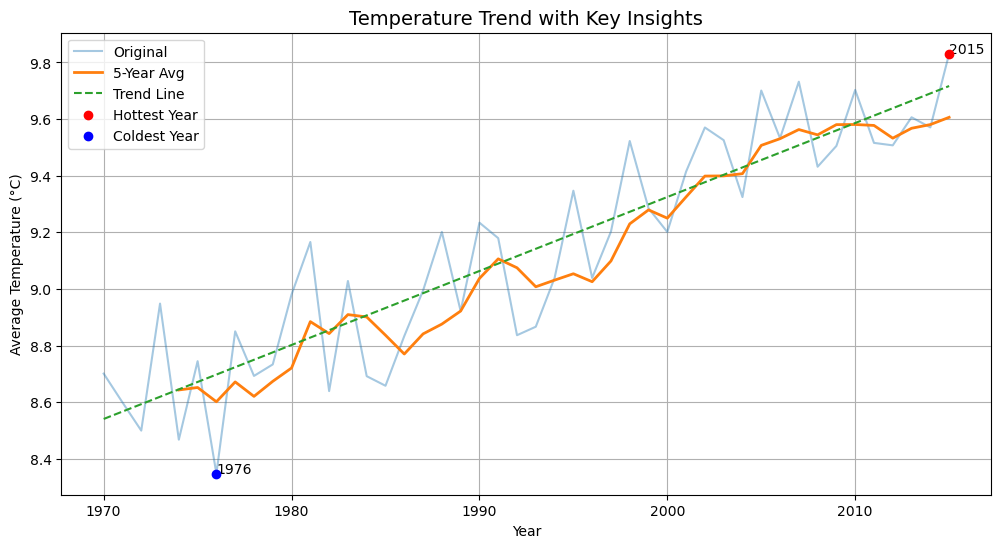 Temperature Trend with Key Insights
Original
5-Year Avg
Trend Line
Hottest Year
Coldest Year
2015
1976
9.8
9.6
9.4
9.2
9.0
8.8
8.6
8.4
Average Temperature (°C)
1970
1980
1990
2000
2010
Year